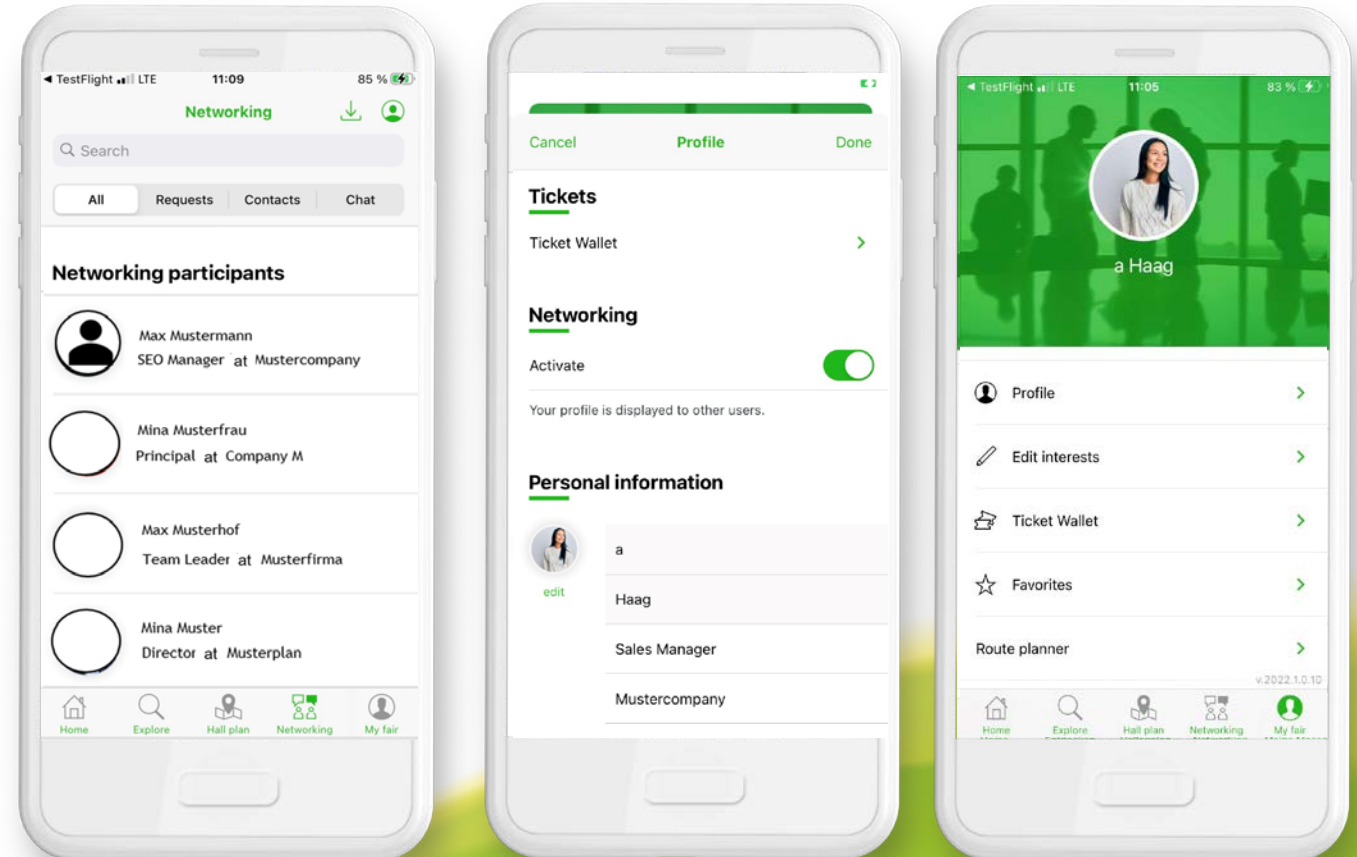 TestFlight LTE 11:09 85 %
Networking
Search
All Requests Contacts Chat
Networking participants
Max Mustermann
SEO Manager at Mustercompany
Mina Musterfrau
Principal at Company M
Max Musterhof
Team Leader at Musterfirma
Mina Muster
Director at Musterplan
Home Explore Hall plan Networking My fair
Cancel Profile Done
Tickets
Ticket Wallet
Networking
Activate
Your profile is displayed to other users.
Personal information
a
edit
Haag
Sales Manager
Mustercompany
TestFlight LTE 11:05 83 %
a Haag
Profile
Edit interests
Ticket Wallet
Favorites
Route planner
v.2022.1.0.10
Home Explore Hall plan Networking My fair